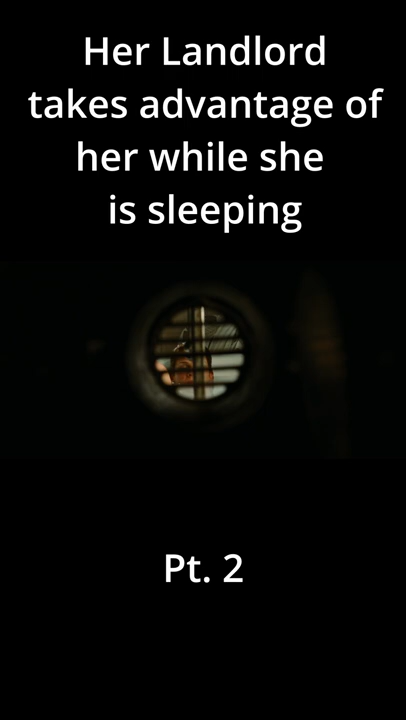 Her Landlord
takes advantage of
her while she
is sleeping
Pt. 2